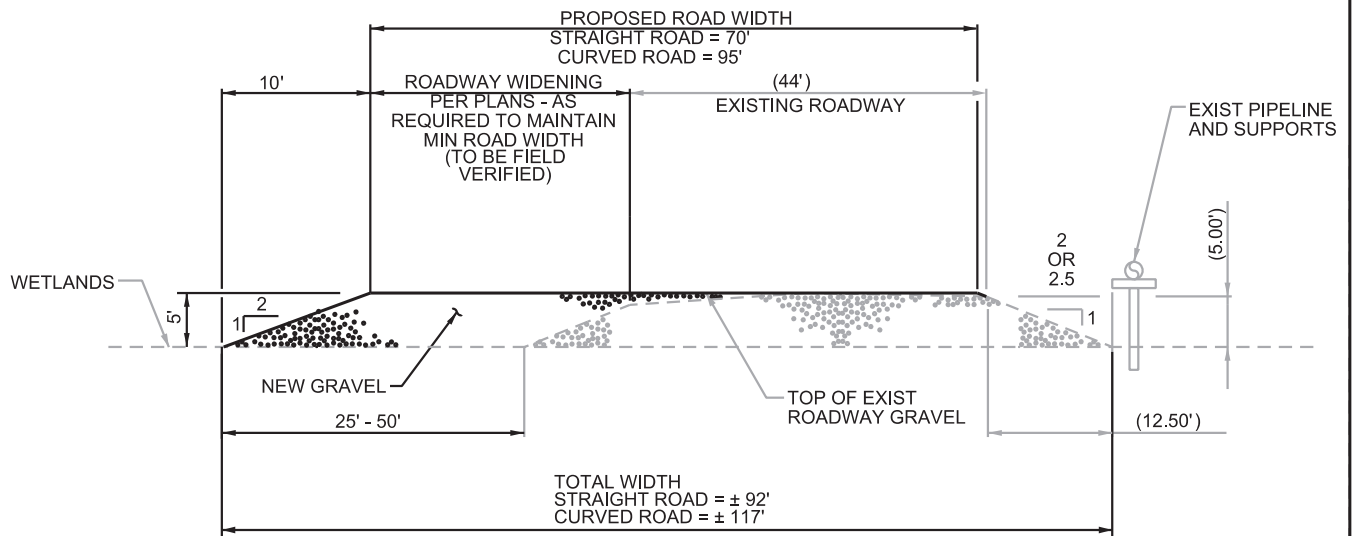 PROPOSED ROAD WIDTH
STRAIGHT ROAD = 70'
CURVED ROAD = 95'
10'
ROADWAY WIDENING
PER PLANS - AS
REQUIRED TO MAINTAIN
MIN ROAD WIDTH
(TO BE FIELD
VERIFIED)
(44')
EXISTING ROADWAY
EXIST PIPELINE
AND SUPPORTS
WETLANDS
5'
1
2
2
OR
2.5
1
(5.00')
NEW GRAVEL
TOP OF EXIST
ROADWAY GRAVEL
25' - 50'
(12.50')
TOTAL WIDTH
STRAIGHT ROAD = ± 92'
CURVED ROAD = ± 117'